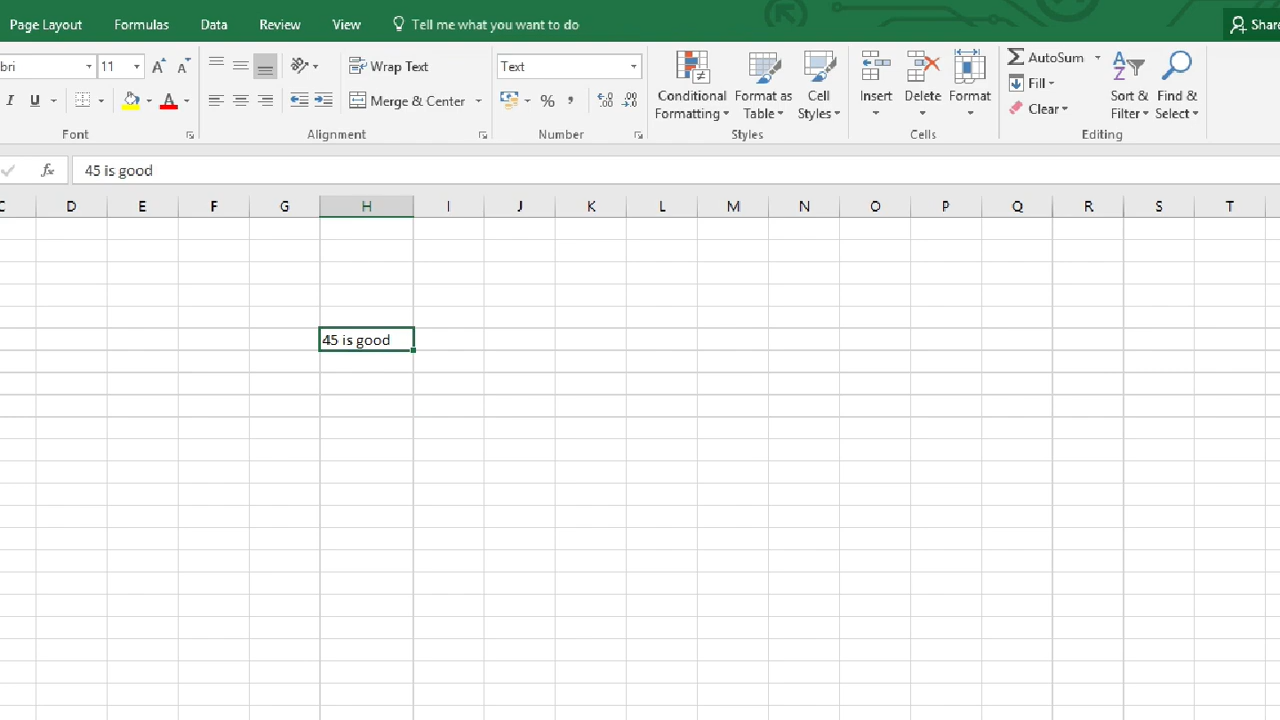 Page Layout Formulas Data Review View Tell me what you want to do Share
bri 11 Wrap Text Text AutoSum
I U Merge & Center % , Conditional Formatting Format as Table Cell Styles Insert Delete Format Fill Sort & Filter Find & Select
Clear
Font Alignment Number Styles Cells Editing
fx 45 is good
C D E F G H I J K L M N O P Q R S T
45 is good